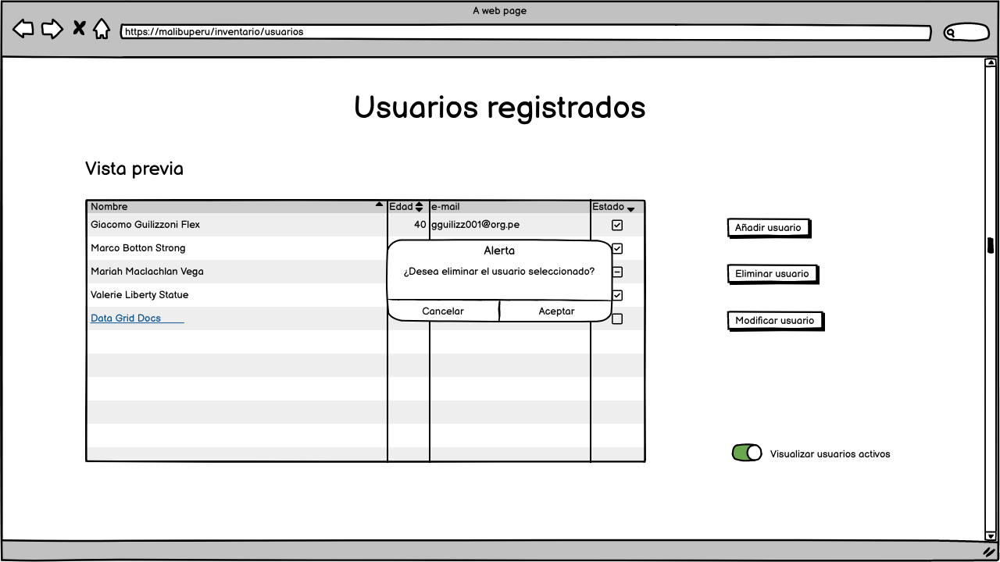 A web page
https://malibuperu/inventario/usuarios
Usuarios registrados
Vista previa
Nombre Edad e-mail Estado
Giacomo Guilizzoni Flex 40 gguilizz001@org.pe
Marco Botton Strong
Mariah Maclachlan Vega
Valerie Liberty Statue
Data Grid Docs
Alerta
¿Desea eliminar el usuario seleccionado?
Cancelar Aceptar
Añadir usuario
Eliminar usuario
Modificar usuario
Visualizar usuarios activos